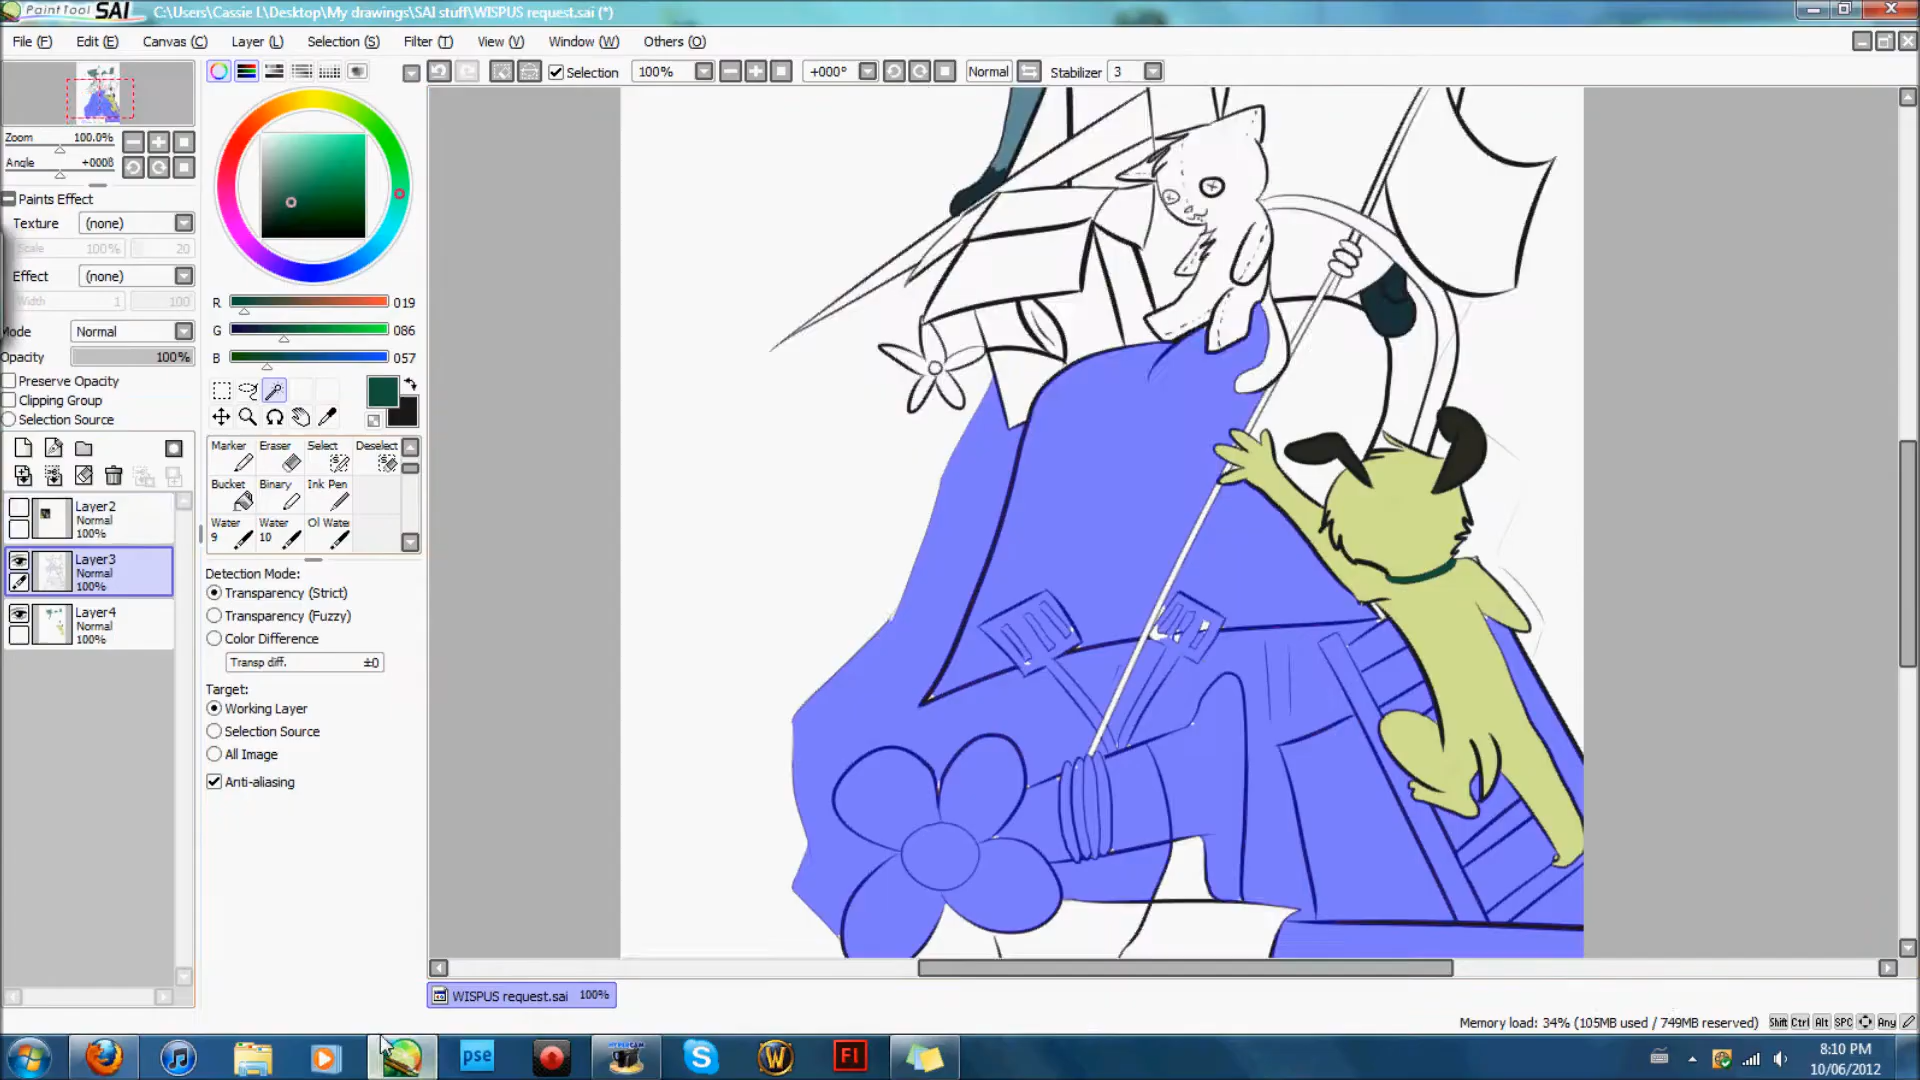 PaintTool SAI C:\Users\Cassie L\Desktop\My drawings\SAI stuff\WISPUS request.sai (*)
File (F) Edit (E) Canvas (C) Layer (L) Selection (S) Filter (T) View (V) Window (W) Others (O)
Selection 100% +000° Normal Stabilizer 3
Zoom 100.0%
Angle +000ß
Paints Effect
Texture (none)
Scale 100% 20
Effect (none)
Width 1 100
Mode Normal
Opacity 100%
Preserve Opacity
Clipping Group
Selection Source
Layer2
Normal
100%
Layer3
Normal
100%
Layer4
Normal
100%
R 019
G 086
B 057
Marker Eraser Select Deselect
Bucket Binary Ink Pen
Water Water Ol Wate
9 10
Detection Mode:
Transparency (Strict)
Transparency (Fuzzy)
Color Difference
Transp diff. ±0
Target:
Working Layer
Selection Source
All Image
Anti-aliasing
WISPUS request.sai 100%
Memory load: 34% (105MB used / 749MB reserved) Shift Ctrl Alt SPC Any
pse
HYPERCAM
S
W
Fl
8:10 PM
10/06/2012